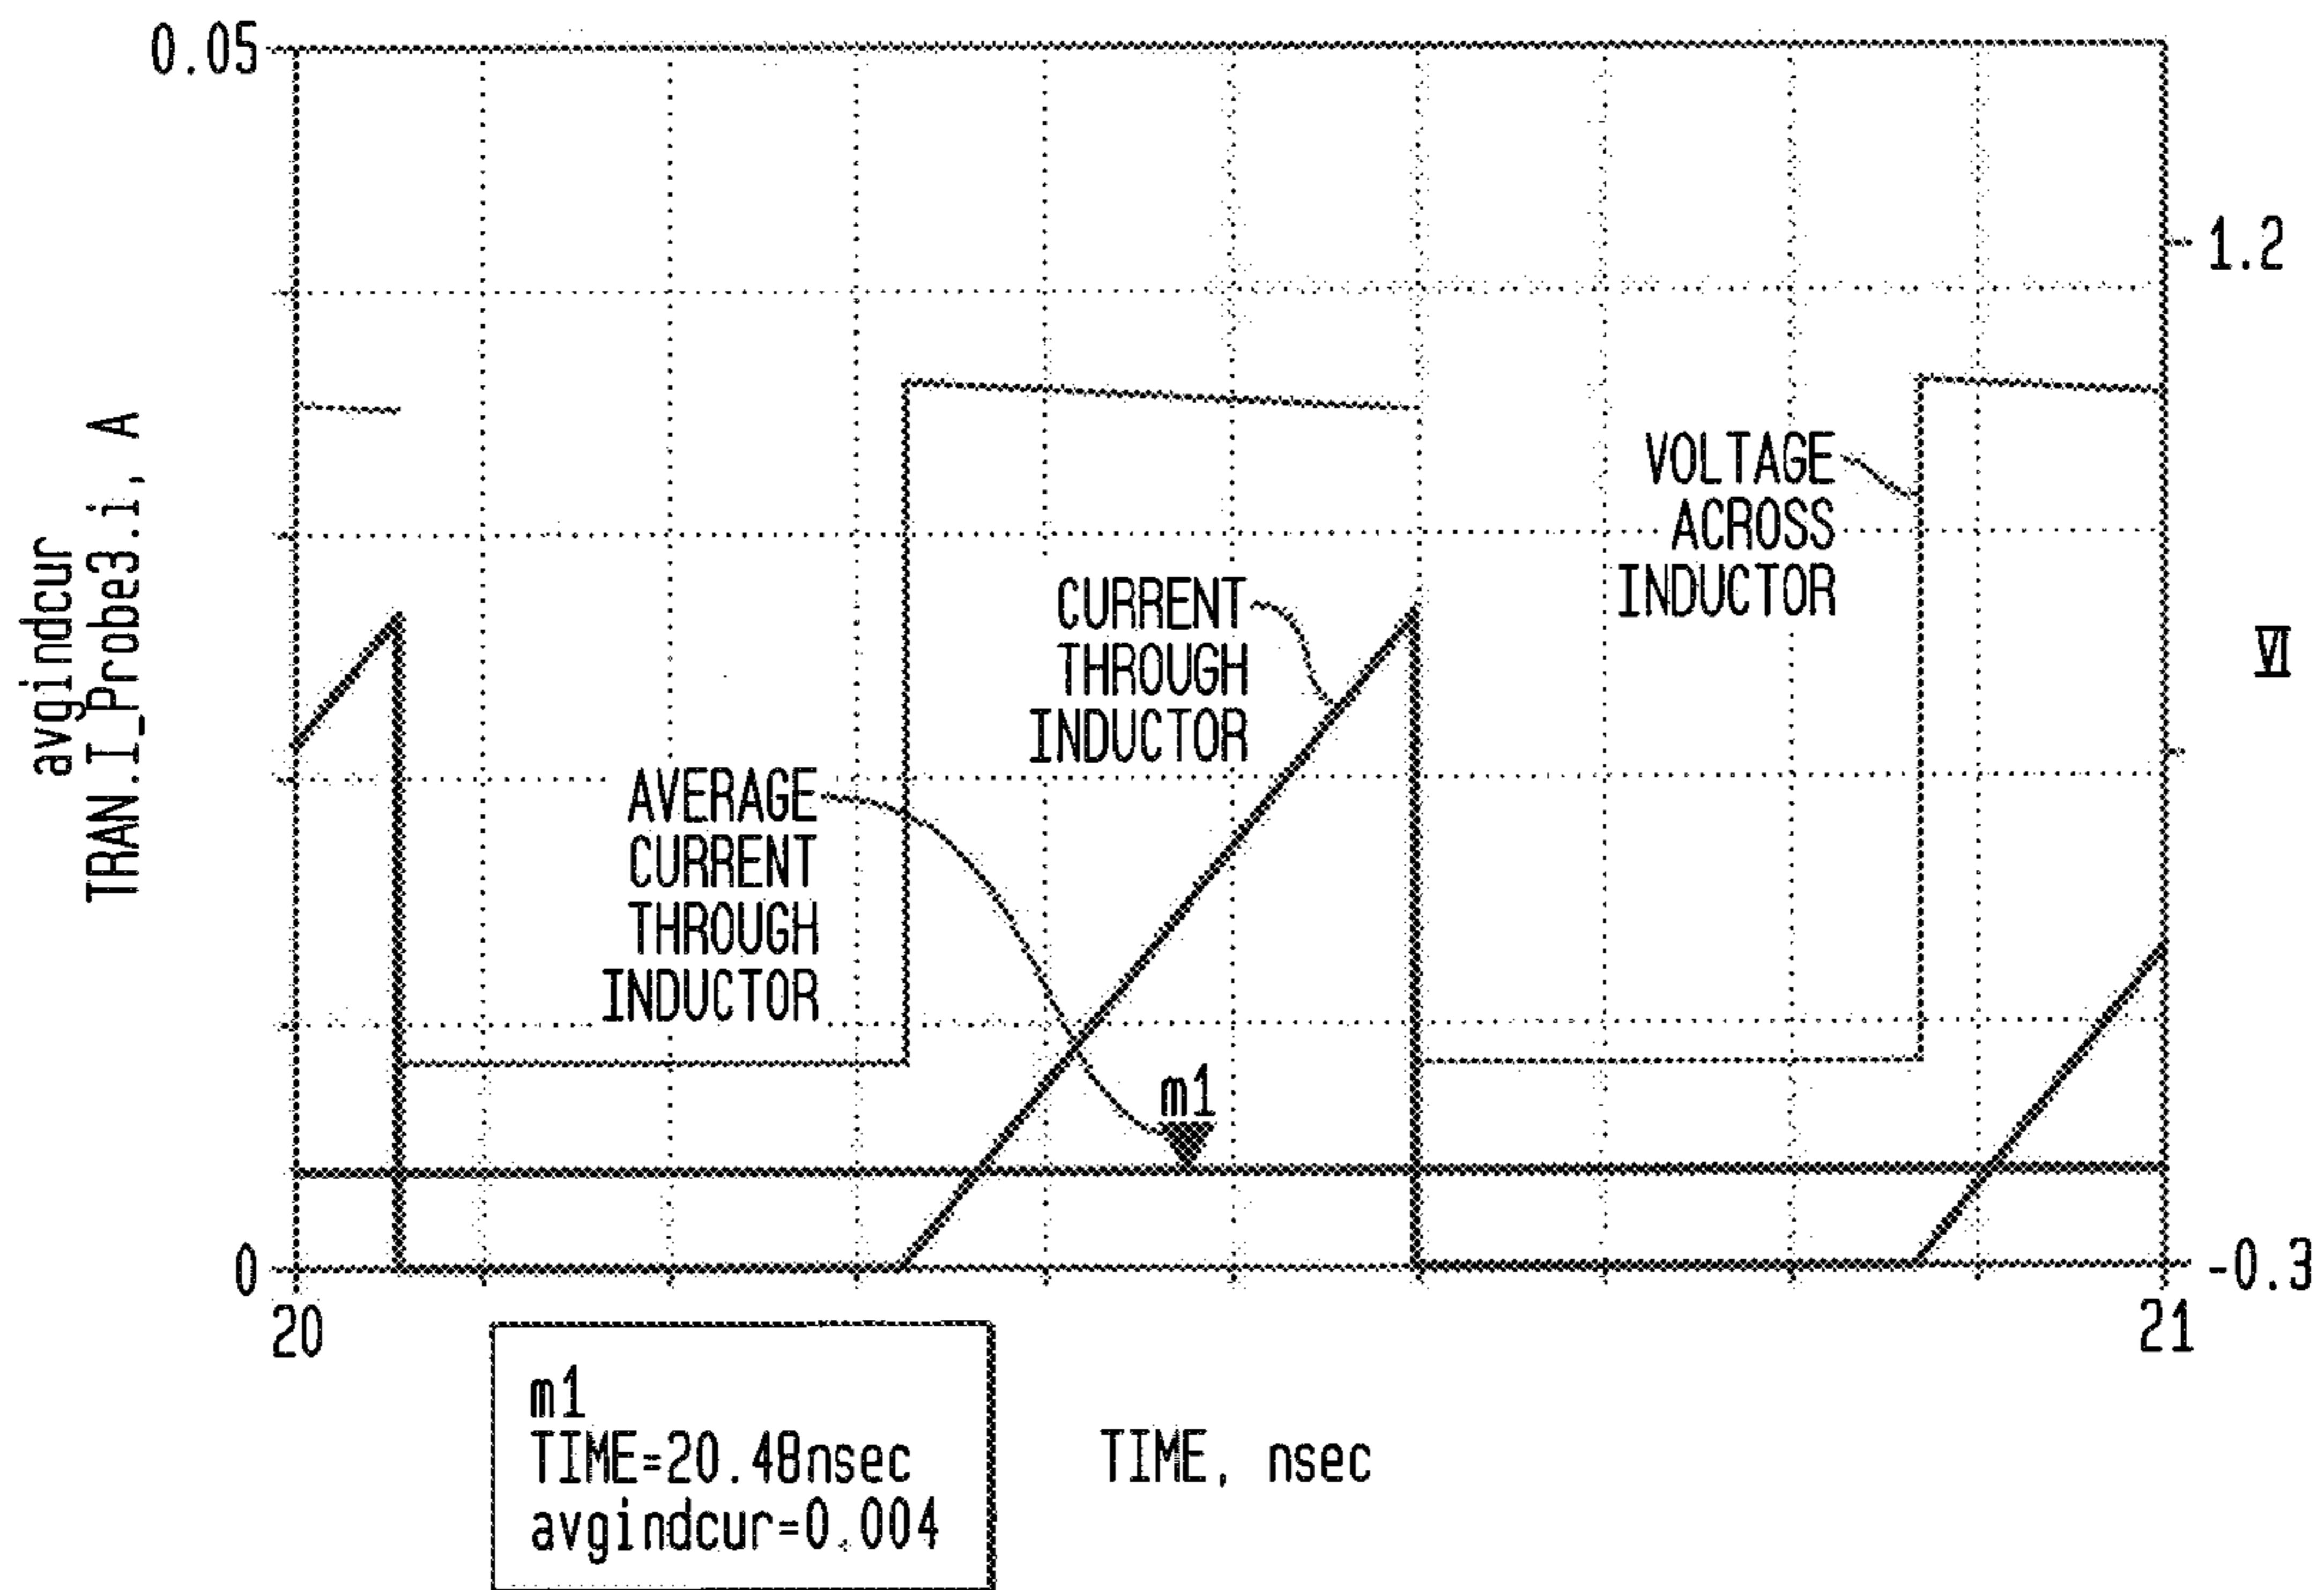 0.05
1.2
avgindcur
TRAN.I_Probe3.i, A
VOLTAGE
ACROSS
INDUCTOR
CURRENT
THROUGH
INDUCTOR
VI
AVERAGE
CURRENT
THROUGH
INDUCTOR
m1
0
-0.3
20
21
m1
TIME=20.48nsec
avgindcur=0.004
TIME, nsec